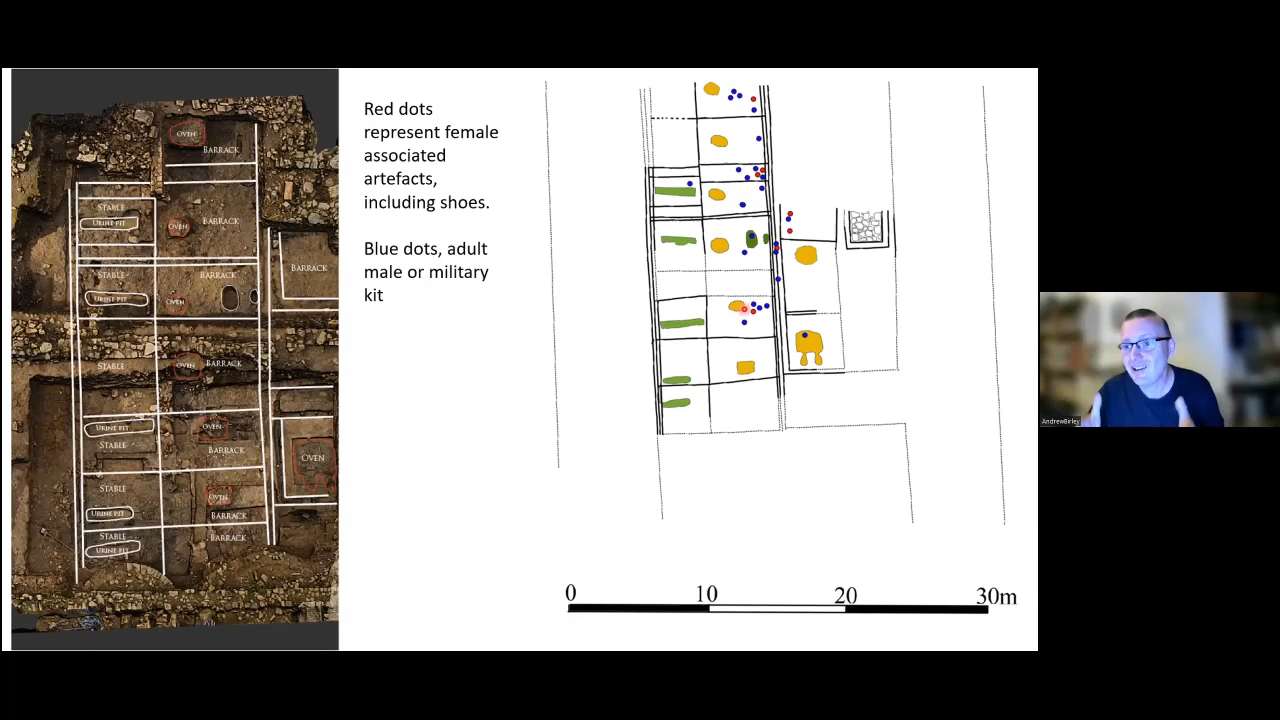 OVEN
BARRACK
STABLE
URINE PIT
OVEN
BARRACK
STABLE
BARRACK
BARRACK
URINE PIT
OVEN
STABLE
OVEN
BARRACK
URINE PIT
OVEN
STABLE
BARRACK
OVEN
STABLE
OVEN
URINE PIT
BARRACK
STABLE
BARRACK
URINE PIT
Red dots
represent female
associated
artefacts,
including shoes.
Blue dots, adult
male or military
kit
0 10 20 30m
AndrewBirley